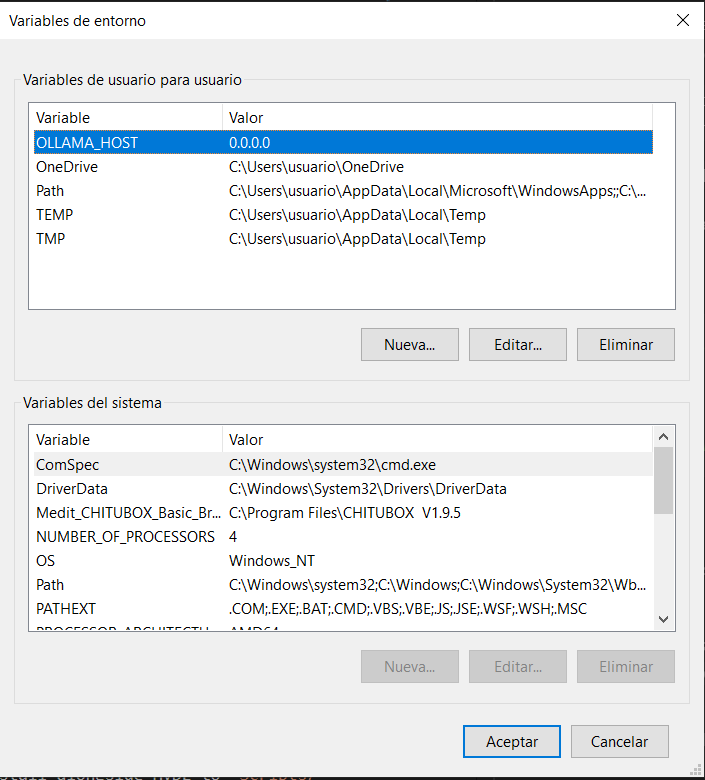 Variables de entorno
Variables de usuario para usuario
Variable Valor
OLLAMA_HOST 0.0.0.0
OneDrive C:\Users\usuario\OneDrive
Path C:\Users\usuario\AppData\Local\Microsoft\WindowsApps;;C:\...
TEMP C:\Users\usuario\AppData\Local\Temp
TMP C:\Users\usuario\AppData\Local\Temp
Nueva... Editar... Eliminar
Variables del sistema
Variable Valor
ComSpec C:\Windows\system32\cmd.exe
DriverData C:\Windows\System32\Drivers\DriverData
Medit_CHITUBOX_Basic_Br... C:\Program Files\CHITUBOX  V1.9.5
NUMBER_OF_PROCESSORS 4
OS Windows_NT
Path C:\Windows\system32;C:\Windows;C:\Windows\System32\Wb...
PATHEXT .COM;.EXE;.BAT;.CMD;.VBS;.VBE;.JS;.JSE;.WSF;.WSH;.MSC
Nueva... Editar... Eliminar
Aceptar Cancelar